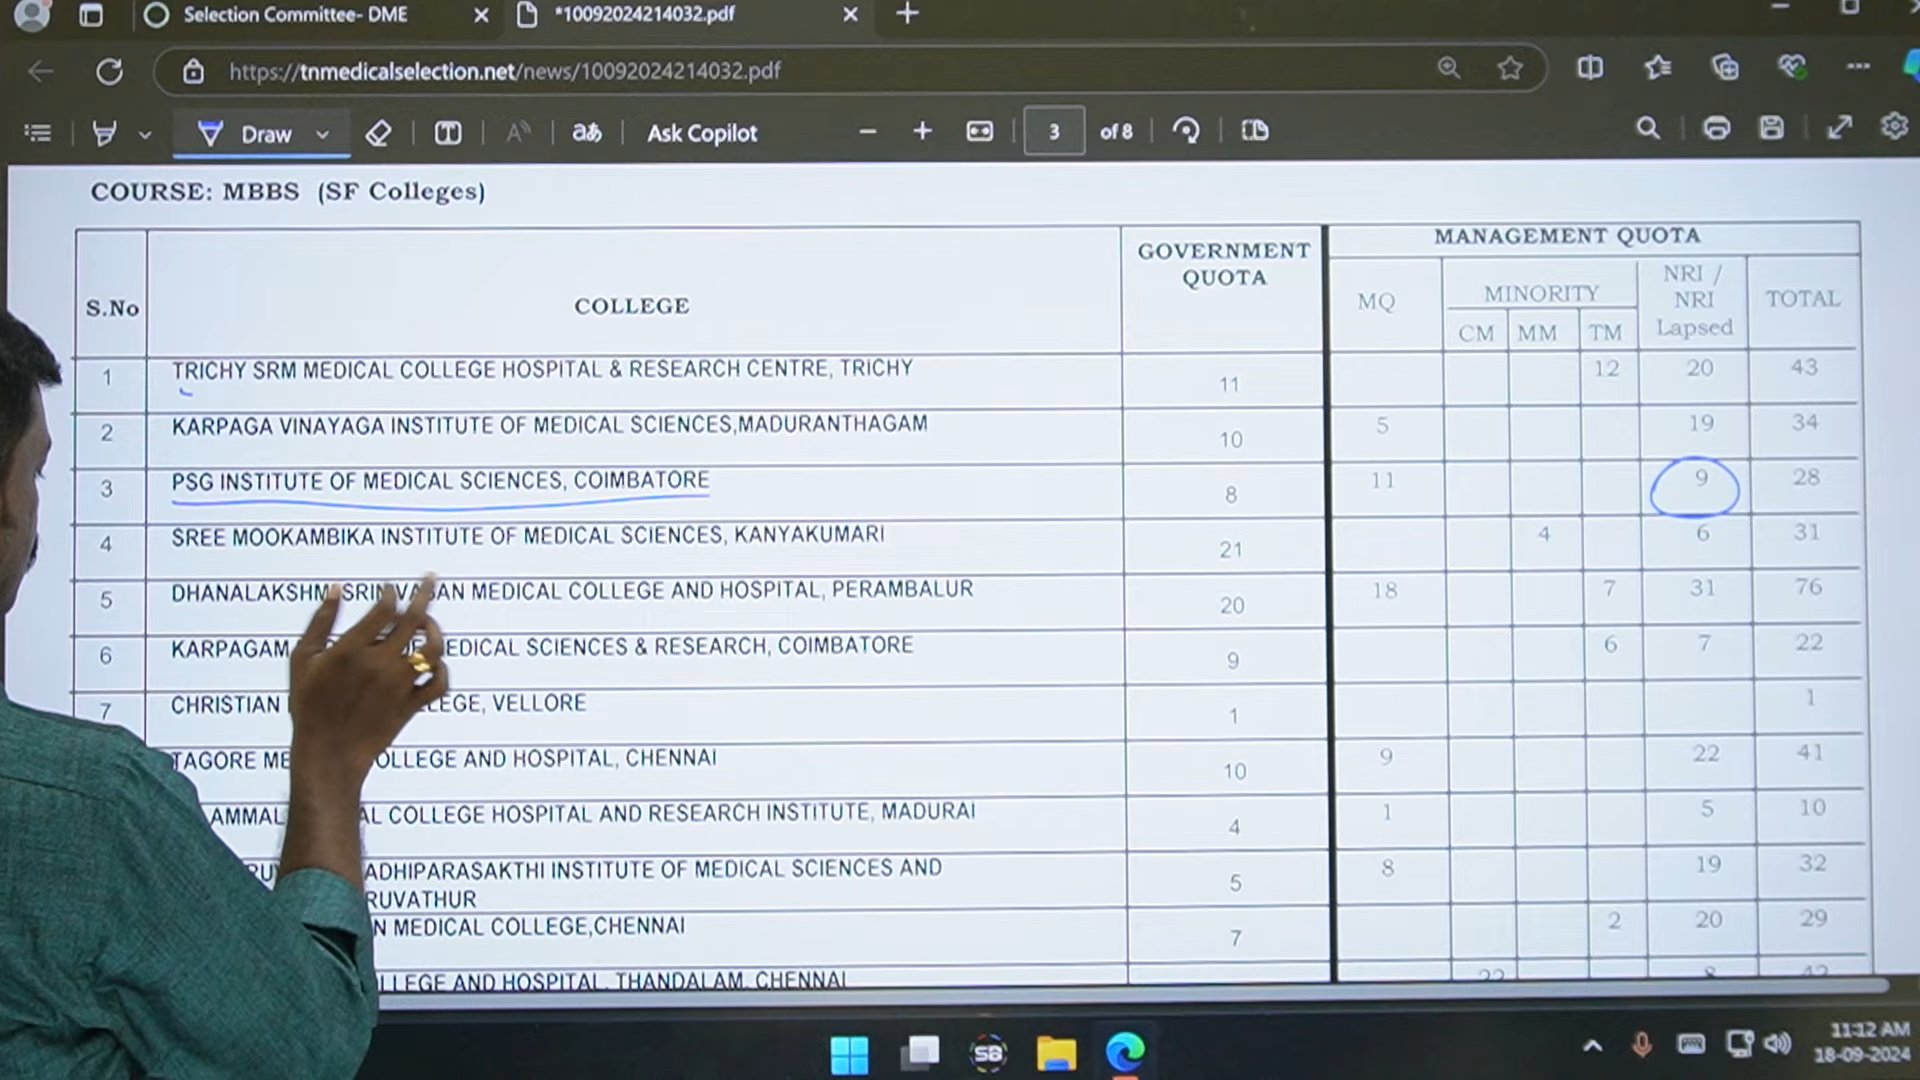 Selection Committee- DME
*10092024214032.pdf
https://tnmedicalselection.net/news/10092024214032.pdf
Draw
aあ
Ask Copilot
3 of 8
COURSE: MBBS (SF Colleges)
S.No COLLEGE GOVERNMENT QUOTA MANAGEMENT QUOTA
MQ MINORITY NRI / NRI Lapsed TOTAL
CM MM TM
1 TRICHY SRM MEDICAL COLLEGE HOSPITAL & RESEARCH CENTRE, TRICHY 11 12 20 43
2 KARPAGA VINAYAGA INSTITUTE OF MEDICAL SCIENCES,MADURANTHAGAM 10 5 19 34
3 PSG INSTITUTE OF MEDICAL SCIENCES, COIMBATORE 8 11 9 28
4 SREE MOOKAMBIKA INSTITUTE OF MEDICAL SCIENCES, KANYAKUMARI 21 4 6 31
5 DHANALAKSHMI SRINIVASAN MEDICAL COLLEGE AND HOSPITAL, PERAMBALUR 20 18 7 31 76
6 KARPAGAM MEDICAL SCIENCES & RESEARCH, COIMBATORE 9 6 7 22
7 CHRISTIAN COLLEGE, VELLORE 1 1
TAGORE COLLEGE AND HOSPITAL, CHENNAI 10 9 22 41
COLLEGE HOSPITAL AND RESEARCH INSTITUTE, MADURAI 4 1 5 10
ADHIPARASAKTHI INSTITUTE OF MEDICAL SCIENCES AND 5 8 19 32
MEDICAL COLLEGE,CHENNAI 7 2 20 29
AND HOSPITAL, THANDALAM, CHENNAI 22 8 42
SB
11:12 AM
18-09-2024